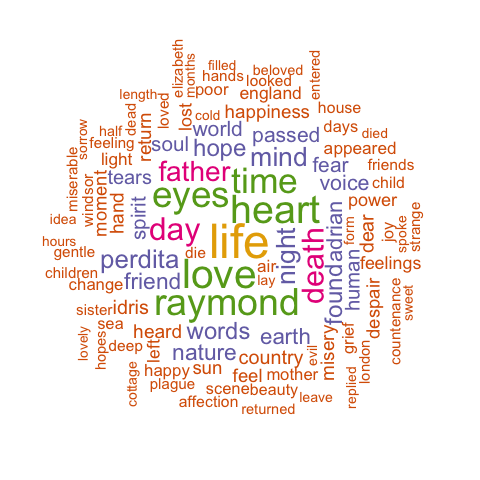 elizabeth
months
filled
hands
beloved
looked
entered
length
poor
england
loved
lost
cold
happiness
house
half
dead
return
world
passed
days
died
sorrow
feeling
soul
hope
mind
appeared
miserable
light
father
fear
friends
tears
eyes
time
voice
child
windsor
moment
hand
spirit
heart
power
idea
day
life
night
death
found
adrian
human
form
dear
joy
spoke
strange
hours
gentle
perdita
die
air
feelings
children
change
friend
love
lay
despair
countenance
sweet
sister
idris
raymond
sea
heard
words
earth
misery
grief
lovely
hopes
deep
left
nature
country
evil
london
happy
sun
feel
mother
replied
cottage
plague
scene
beauty
leave
affection
returned